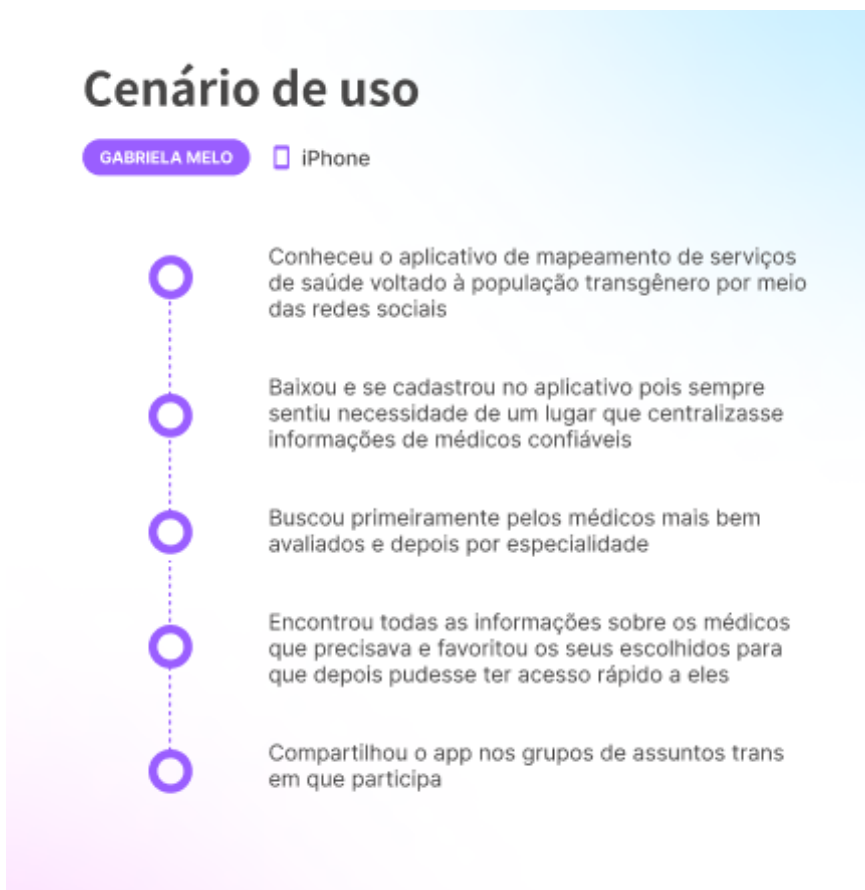 Cenário de uso
GABRIELA MELO
iPhone
Conheceu o aplicativo de mapeamento de serviços
de saúde voltado à população transgênero por meio
das redes sociais
Baixou e se cadastrou no aplicativo pois sempre
sentiu necessidade de um lugar que centralizasse
informações de médicos confiáveis
Buscou primeiramente pelos médicos mais bem
avaliados e depois por especialidade
Encontrou todas as informações sobre os médicos
que precisava e favoritou os seus escolhidos para
que depois pudesse ter acesso rápido a eles
Compartilhou o app nos grupos de assuntos trans
em que participa